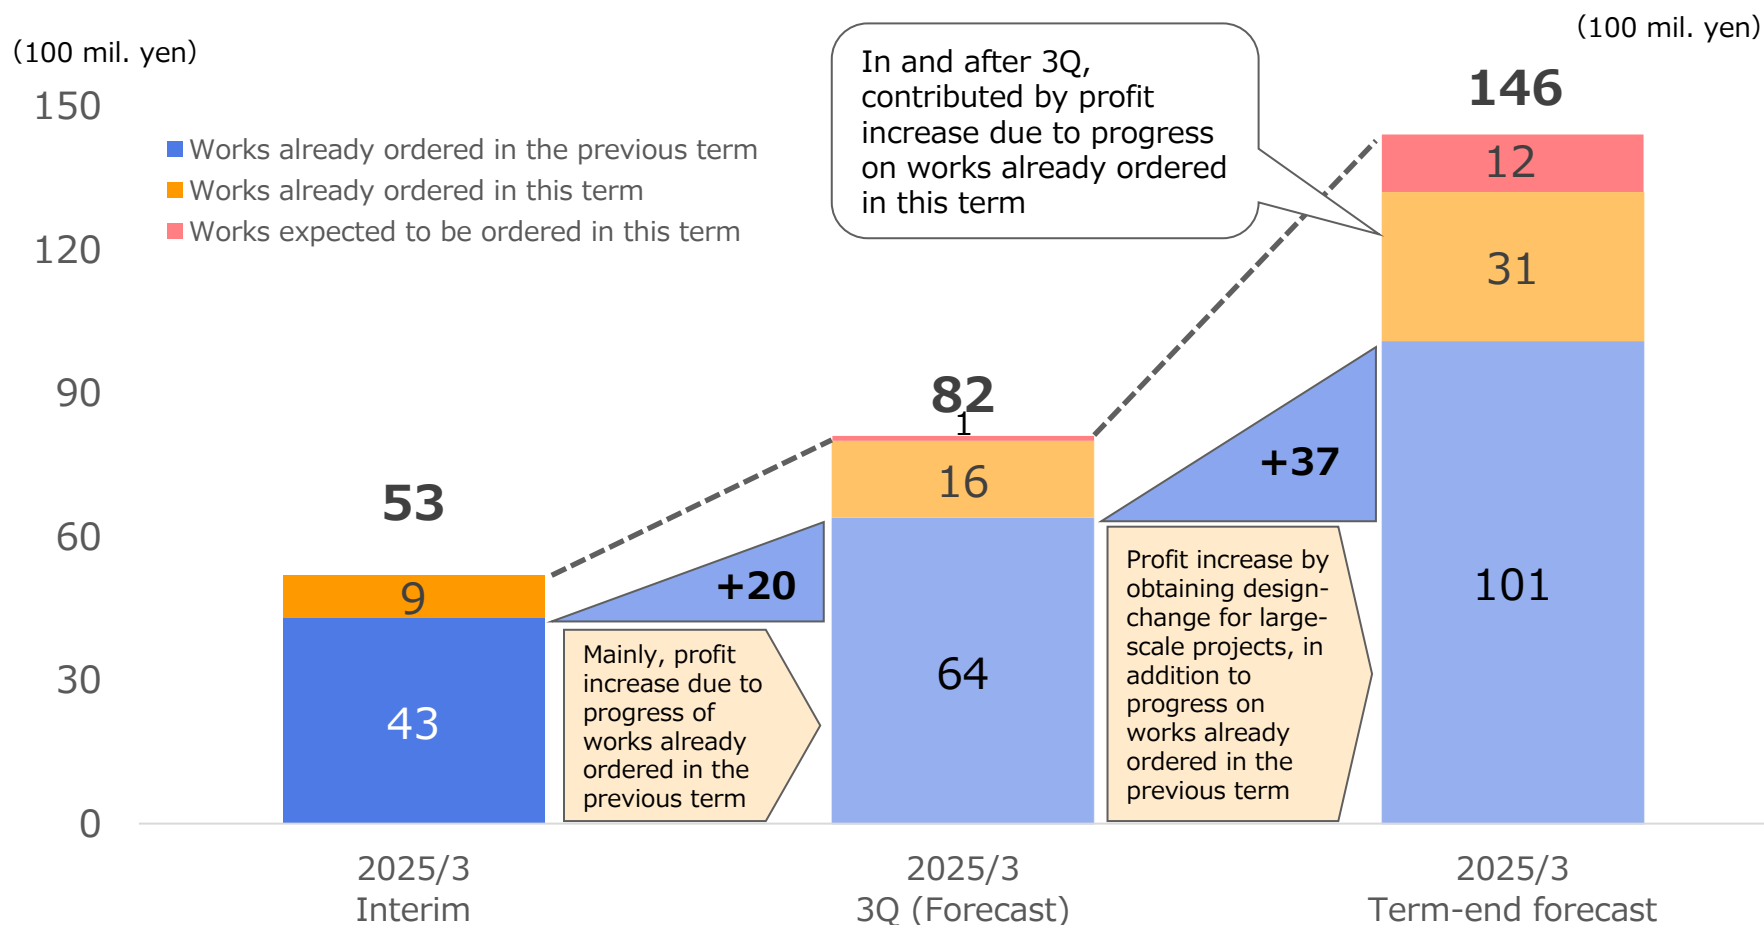 (100 mil. yen)
(100 mil. yen)
150
120
90
60
30
0
Works already ordered in the previous term
Works already ordered in this term
Works expected to be ordered in this term
In and after 3Q,
contributed by profit
increase due to progress
on works already ordered
in this term
53
9
43
+20
Mainly, profit
increase due to
progress of
works already
ordered in the
previous term
82
1
16
64
+37
Profit increase by
obtaining design-
change for large-
scale projects, in
addition to
progress on
works already
ordered in the
previous term
146
12
31
101
2025/3
Interim
2025/3
3Q (Forecast)
2025/3
Term-end forecast